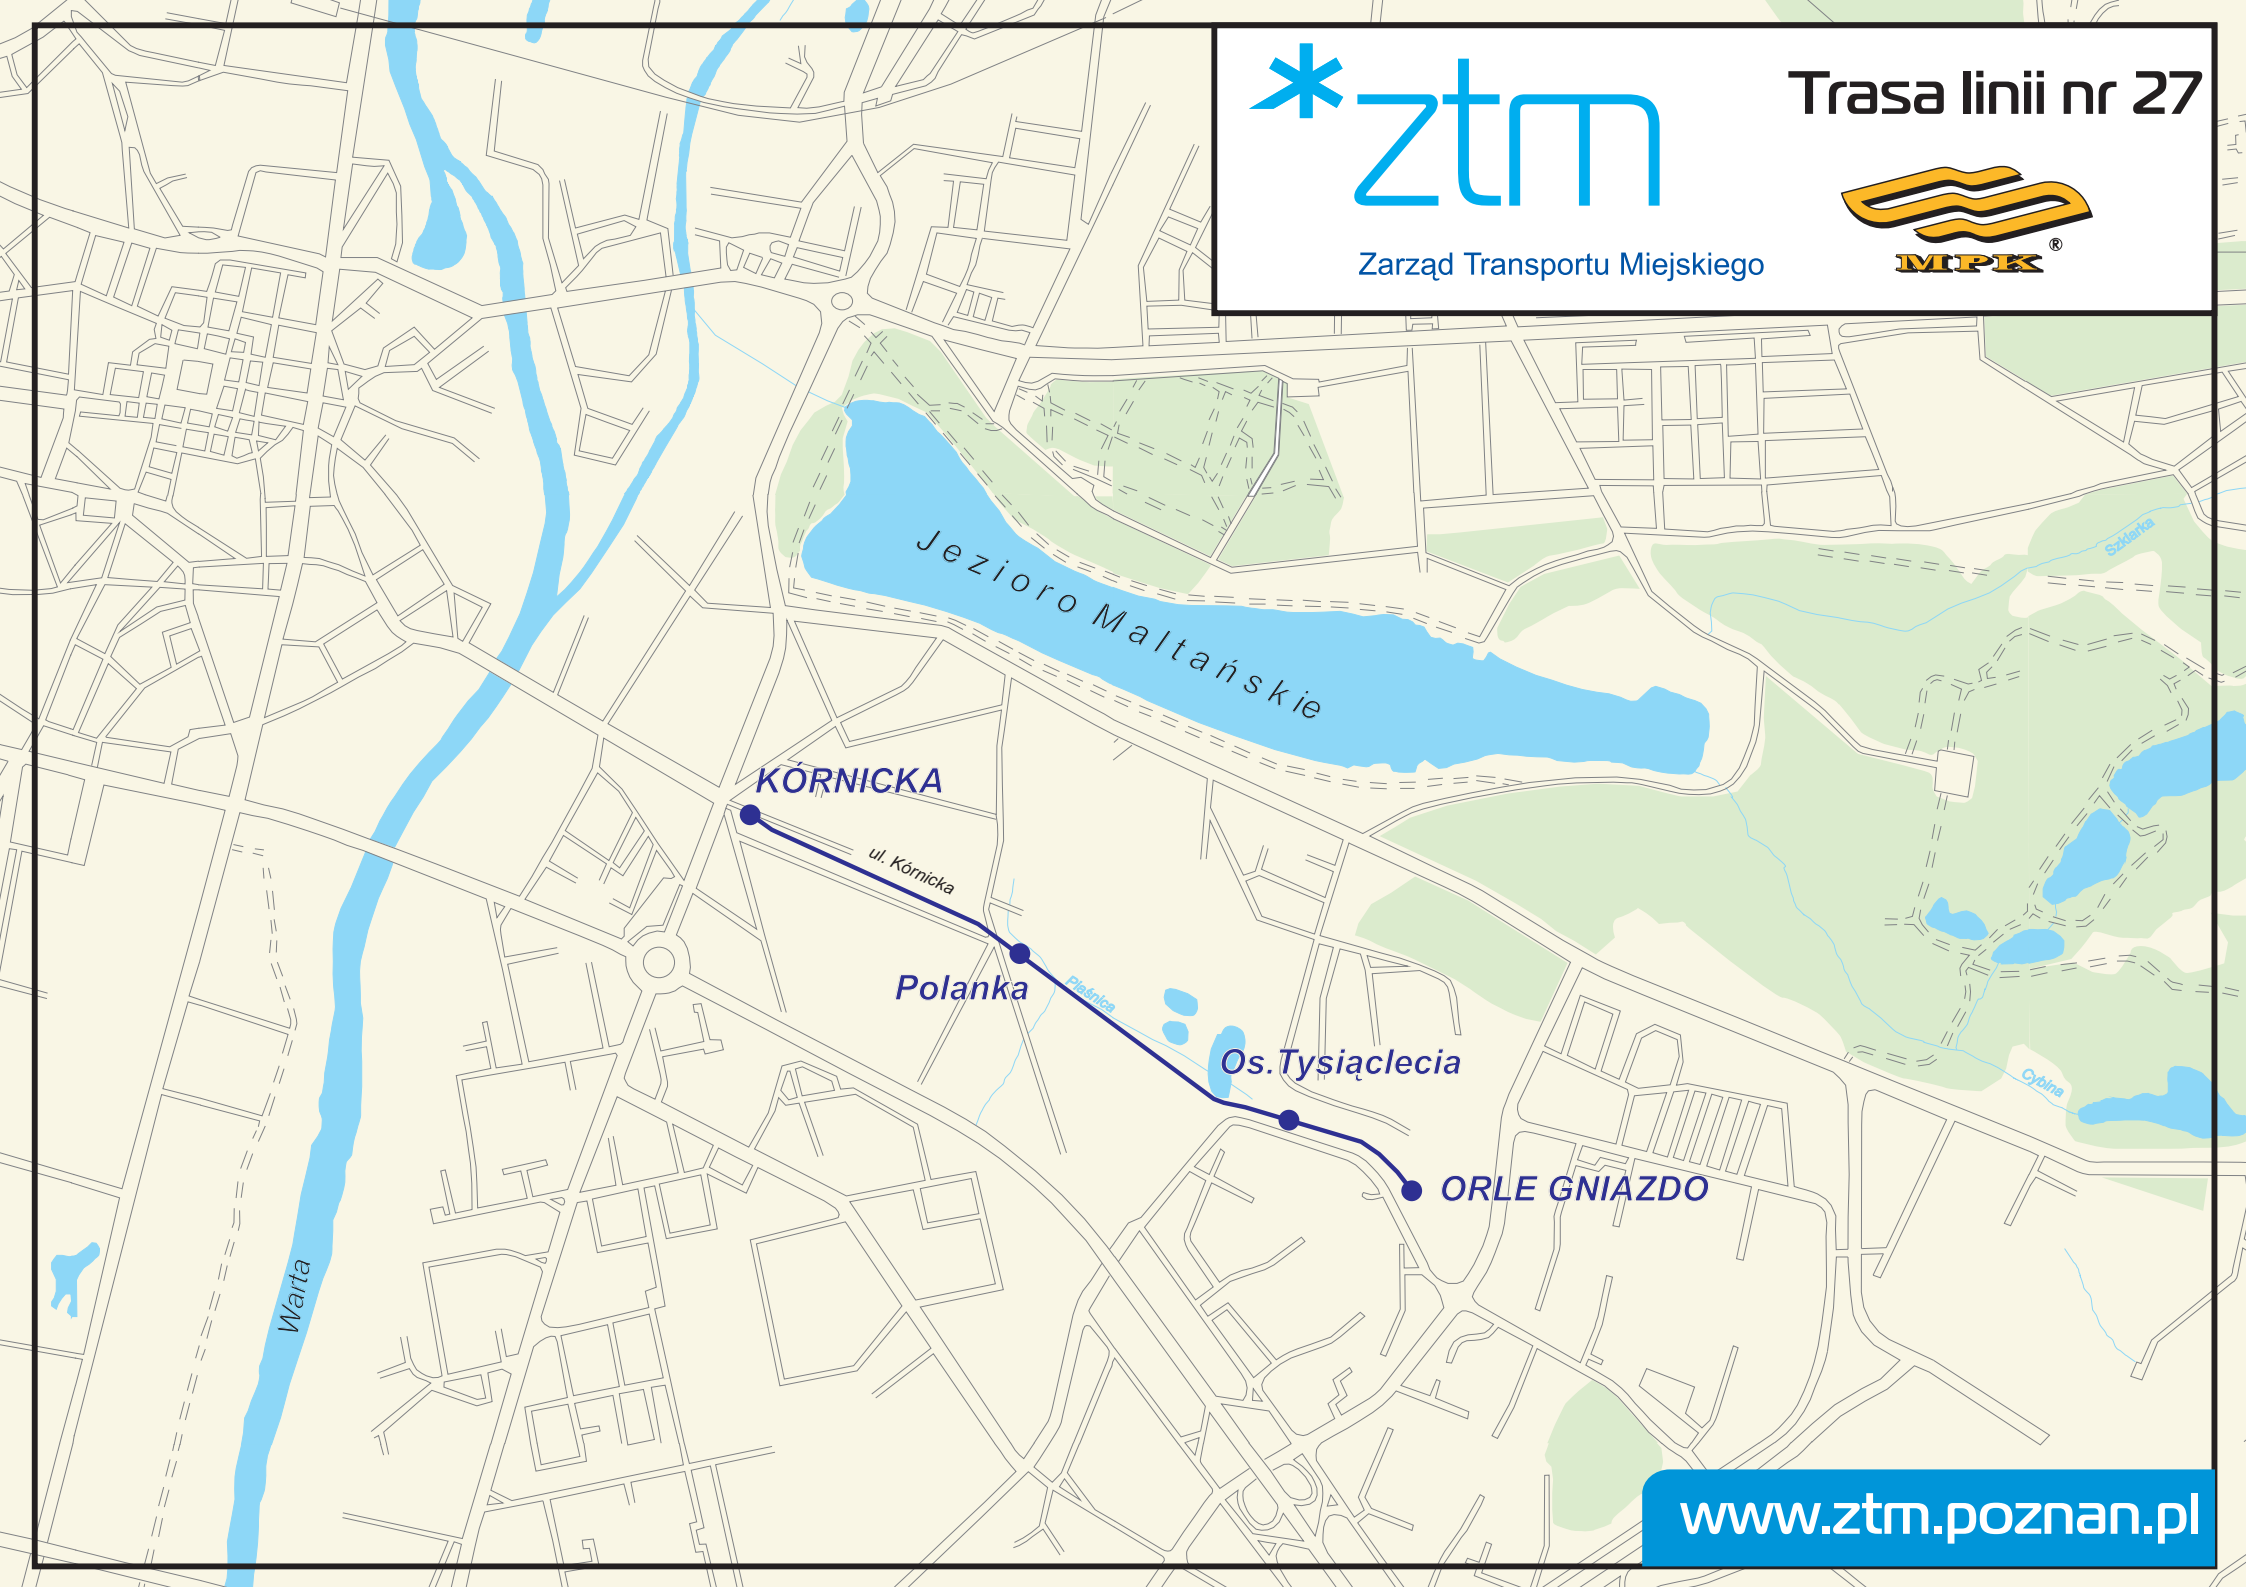 *ztm
Zarząd Transportu Miejskiego
Trasa linii nr 27
MPK
®
Szklarka
Jezioro Maltańskie
KÓRNICKA
ul. Kórnicka
Polanka
Piaśnica
Os.Tysiąclecia
Cybina
ORLE GNIAZDO
Warta
www.ztm.poznan.pl